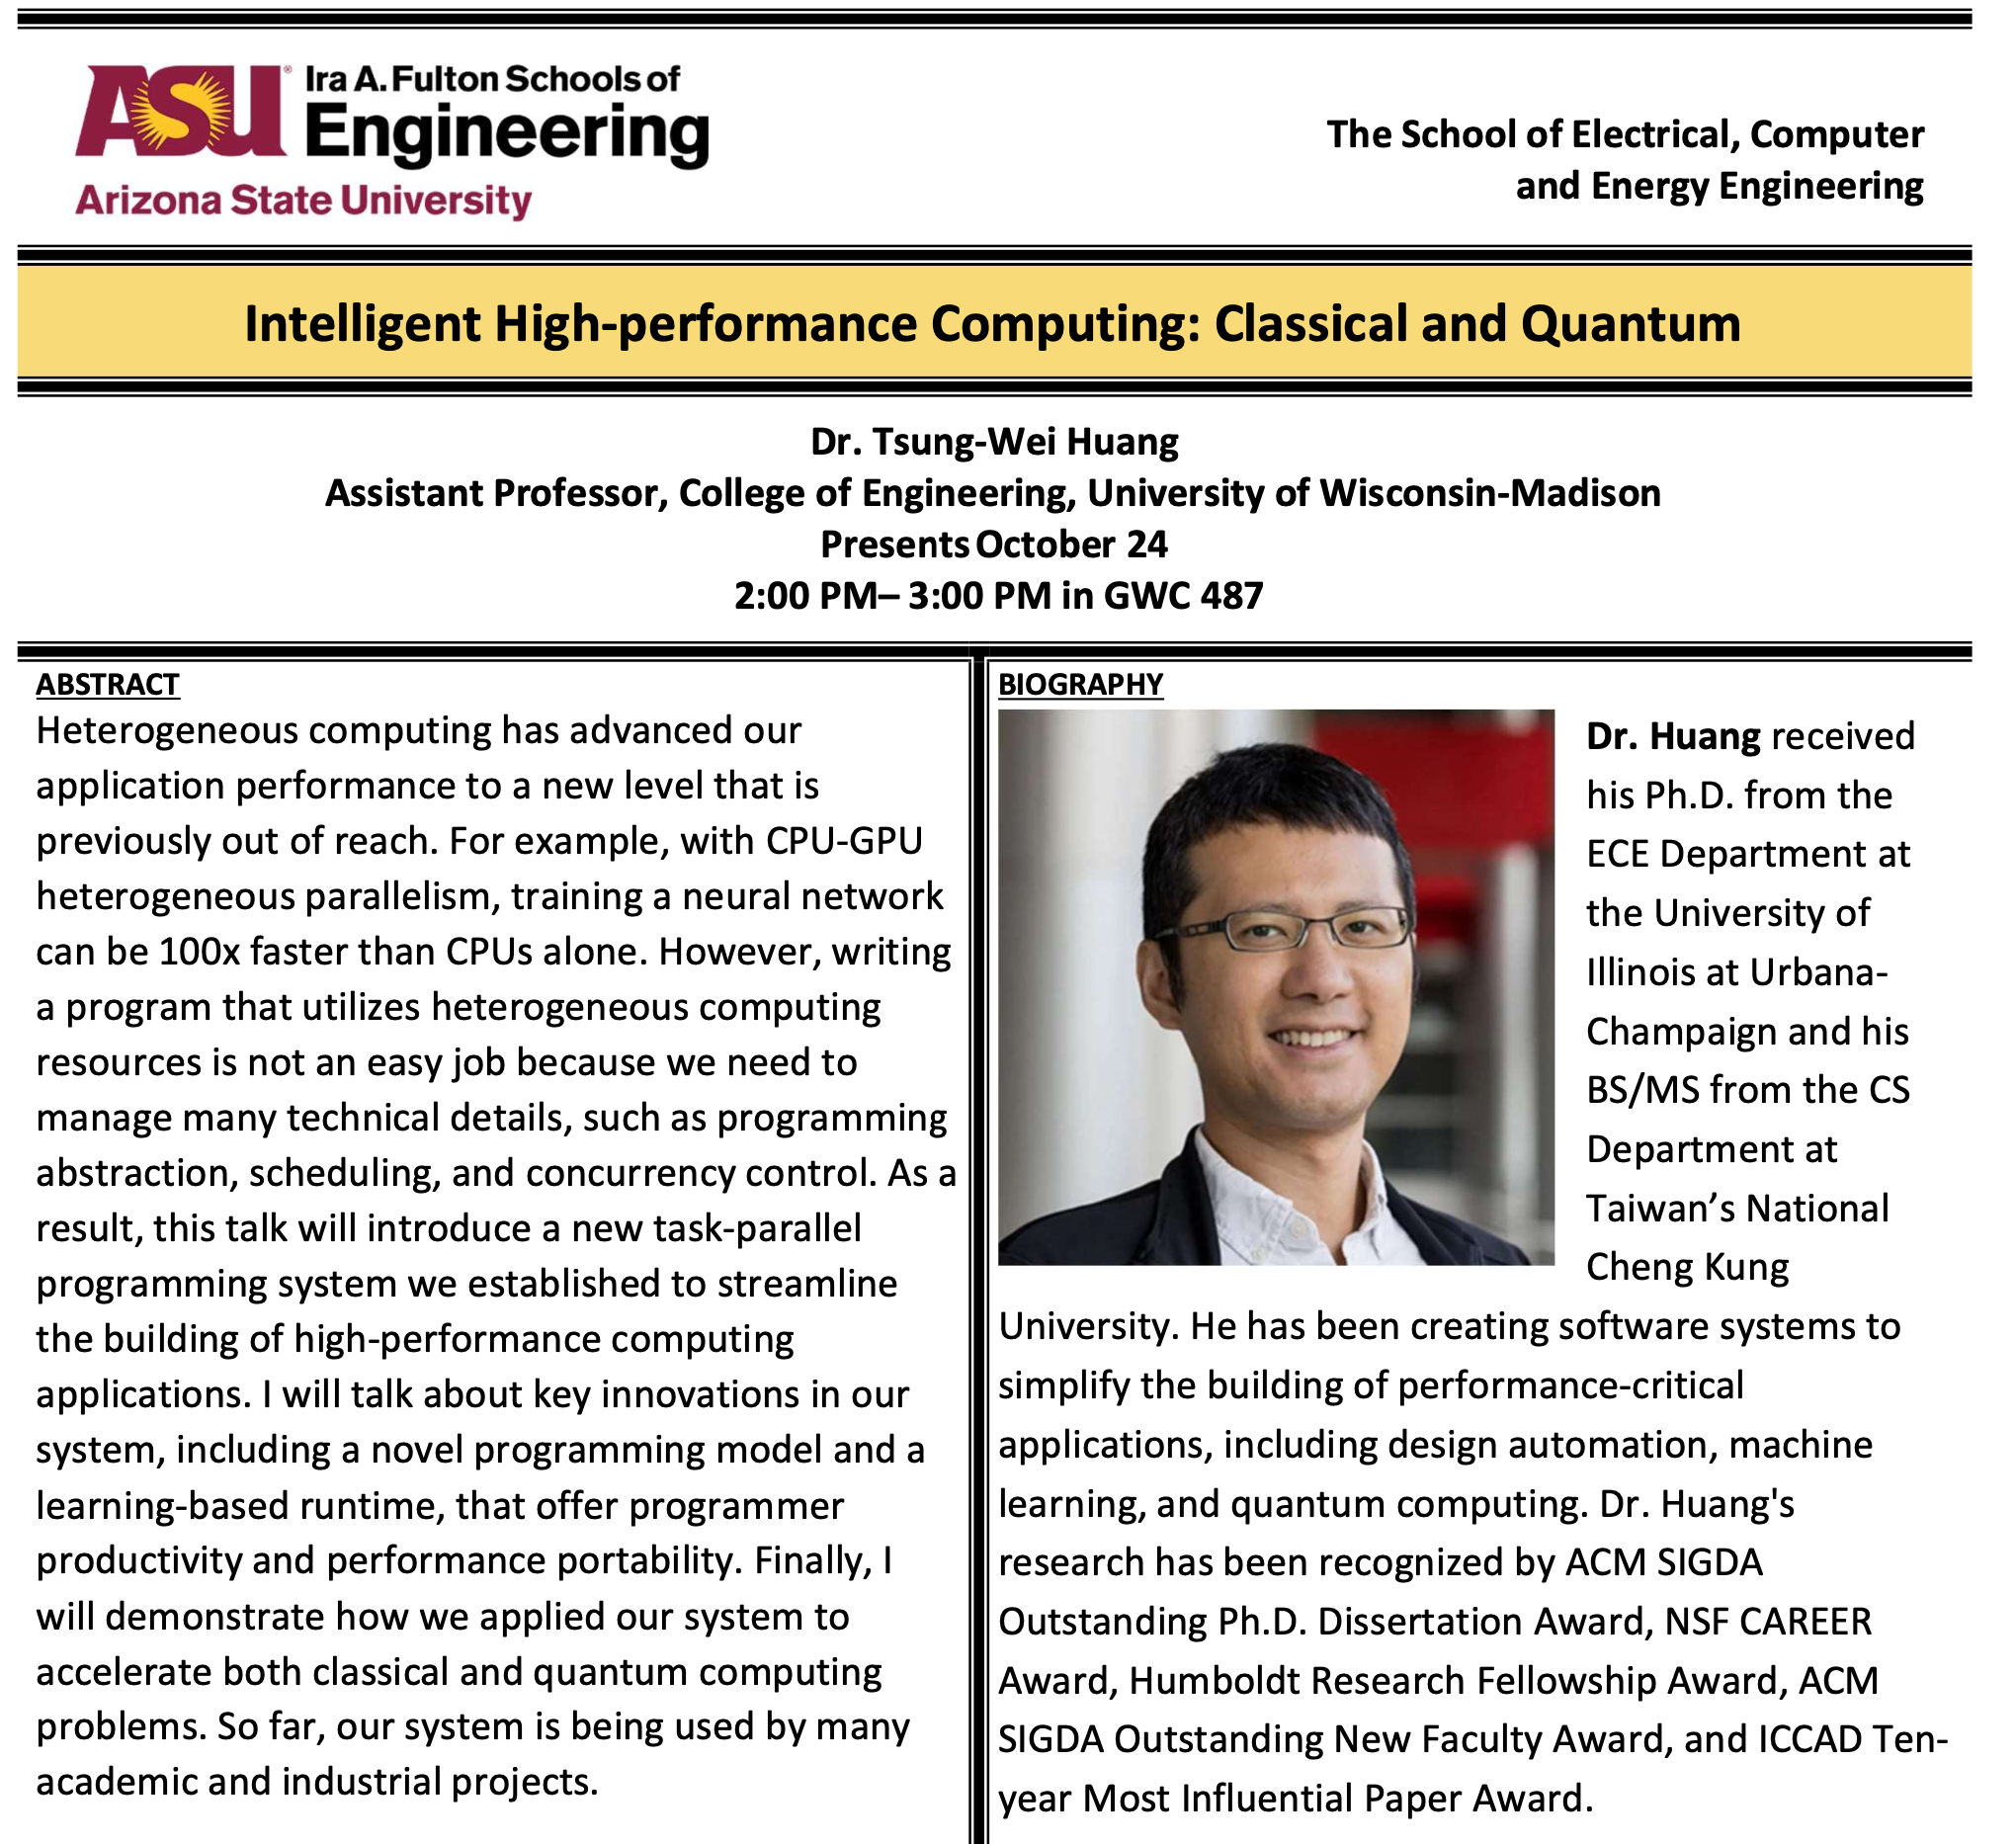 ASU® Ira A. Fulton Schools of
Engineering
Arizona State University
The School of Electrical, Computer
and Energy Engineering
Intelligent High-performance Computing: Classical and Quantum
Dr. Tsung-Wei Huang
Assistant Professor, College of Engineering, University of Wisconsin-Madison
Presents October 24
2:00 PM– 3:00 PM in GWC 487
ABSTRACT
Heterogeneous computing has advanced our
application performance to a new level that is
previously out of reach. For example, with CPU-GPU
heterogeneous parallelism, training a neural network
can be 100x faster than CPUs alone. However, writing
a program that utilizes heterogeneous computing
resources is not an easy job because we need to
manage many technical details, such as programming
abstraction, scheduling, and concurrency control. As a
result, this talk will introduce a new task-parallel
programming system we established to streamline
the building of high-performance computing
applications. I will talk about key innovations in our
system, including a novel programming model and a
learning-based runtime, that offer programmer
productivity and performance portability. Finally, I
will demonstrate how we applied our system to
accelerate both classical and quantum computing
problems. So far, our system is being used by many
academic and industrial projects.
BIOGRAPHY
Dr. Huang received
his Ph.D. from the
ECE Department at
the University of
Illinois at Urbana-
Champaign and his
BS/MS from the CS
Department at
Taiwan’s National
Cheng Kung
University. He has been creating software systems to
simplify the building of performance-critical
applications, including design automation, machine
learning, and quantum computing. Dr. Huang's
research has been recognized by ACM SIGDA
Outstanding Ph.D. Dissertation Award, NSF CAREER
Award, Humboldt Research Fellowship Award, ACM
SIGDA Outstanding New Faculty Award, and ICCAD Ten-
year Most Influential Paper Award.